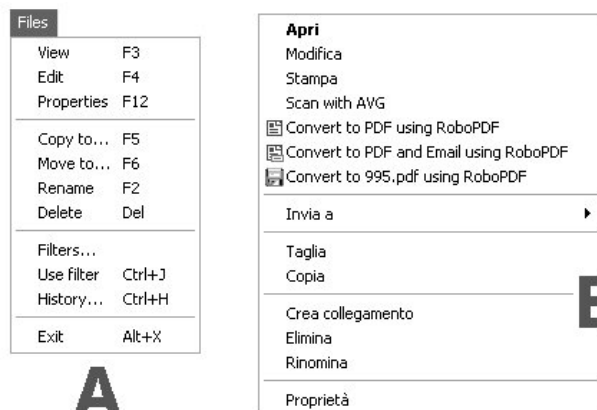 Files
View F3
Edit F4
Properties F12
Copy to... F5
Move to... F6
Rename F2
Delete Del
Filters...
Use filter Ctrl+J
History... Ctrl+H
Exit Alt+X
A
Apri
Modifica
Stampa
Scan with AVG
Convert to PDF using RoboPDF
Convert to PDF and Email using RoboPDF
Convert to 995.pdf using RoboPDF
Invia a
Taglia
Copia
Crea collegamento
Elimina
Rinomina
Proprietà